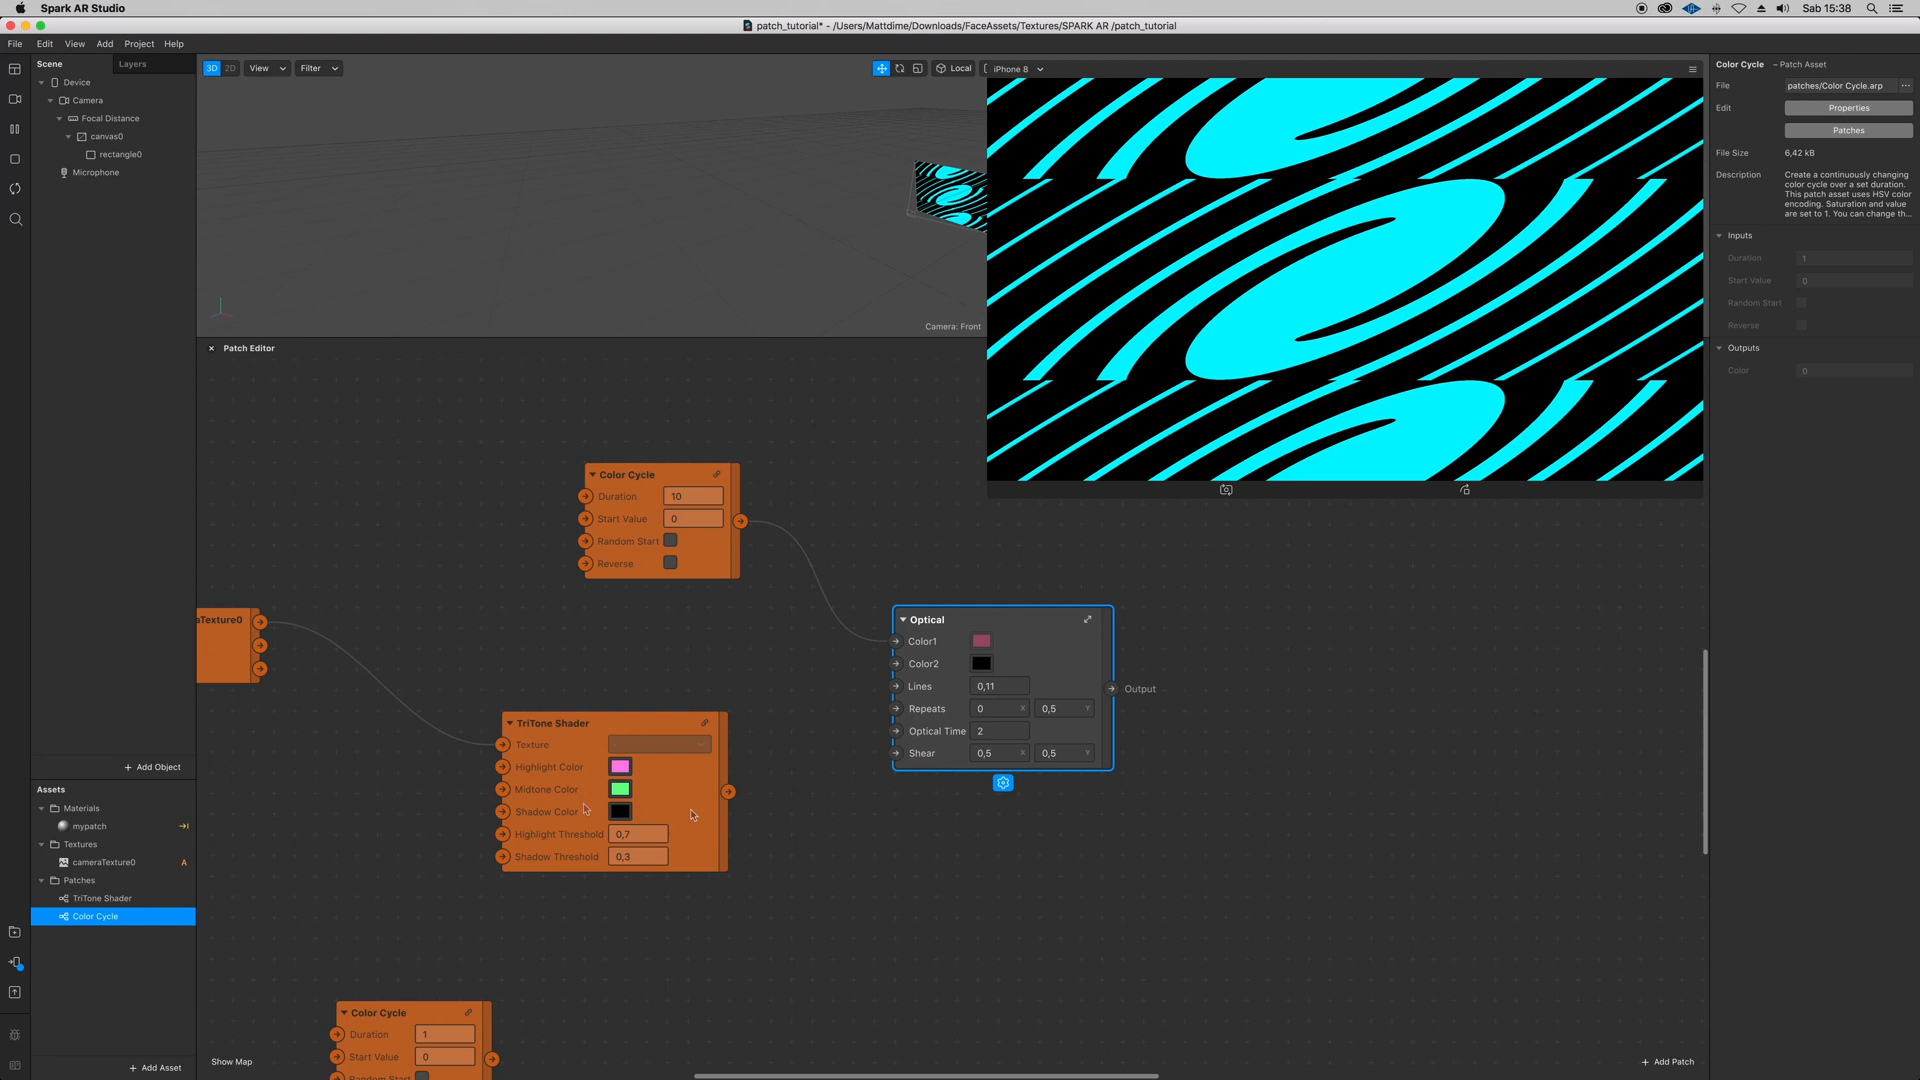 Spark AR Studio
Sab 15:38
patch_tutorial* - /Users/Mattdime/Downloads/FaceAssets/Textures/SPARK AR /patch_tutorial
File Edit View Add Project Help
Scene Layers
Device
Camera
Focal Distance
canvas0
rectangle0
Microphone
+ Add Object
Assets
Materials
mypatch
Textures
cameraTexture0 A
Patches
TriTone Shader
Color Cycle
+ Add Asset
3D 2D View Filter
Local
iPhone 8
Camera: Front
Patch Editor
Color Cycle
Duration 10
Start Value 0
Random Start
Reverse
aTexture0
TriTone Shader
Texture
Highlight Color
Midtone Color
Shadow Color
Highlight Threshold 0,7
Shadow Threshold 0,3
Optical
Color1
Color2
Lines 0,11
Repeats 0 X 0,5 Y
Optical Time 2
Shear 0,5 X 0,5 Y
Output
Color Cycle
Duration 1
Start Value 0
Random Start
Show Map
+ Add Patch
Color Cycle – Patch Asset
File patches/Color Cycle.arp ...
Edit Properties
Patches
File Size 6,42 kB
Description Create a continuously changing
color cycle over a set duration.
This patch asset uses HSV color
encoding. Saturation and value
are set to 1. You can change th...
Inputs
Duration 1
Start Value 0
Random Start
Reverse
Outputs
Color 0